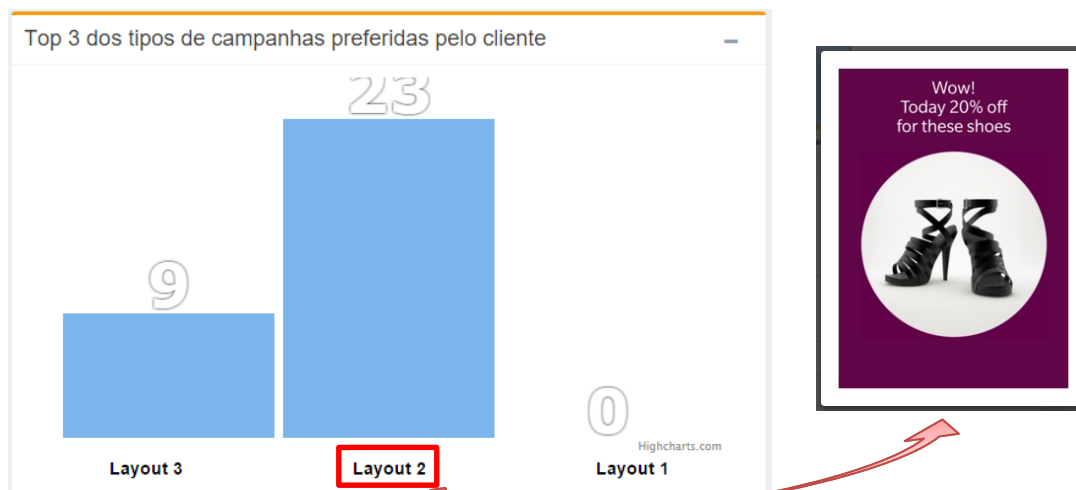 Top 3 dos tipos de campanhas preferidas pelo cliente
23
9
0
Highcharts.com
Layout 3
Layout 2
Layout 1
Wow!
Today 20% off
for these shoes